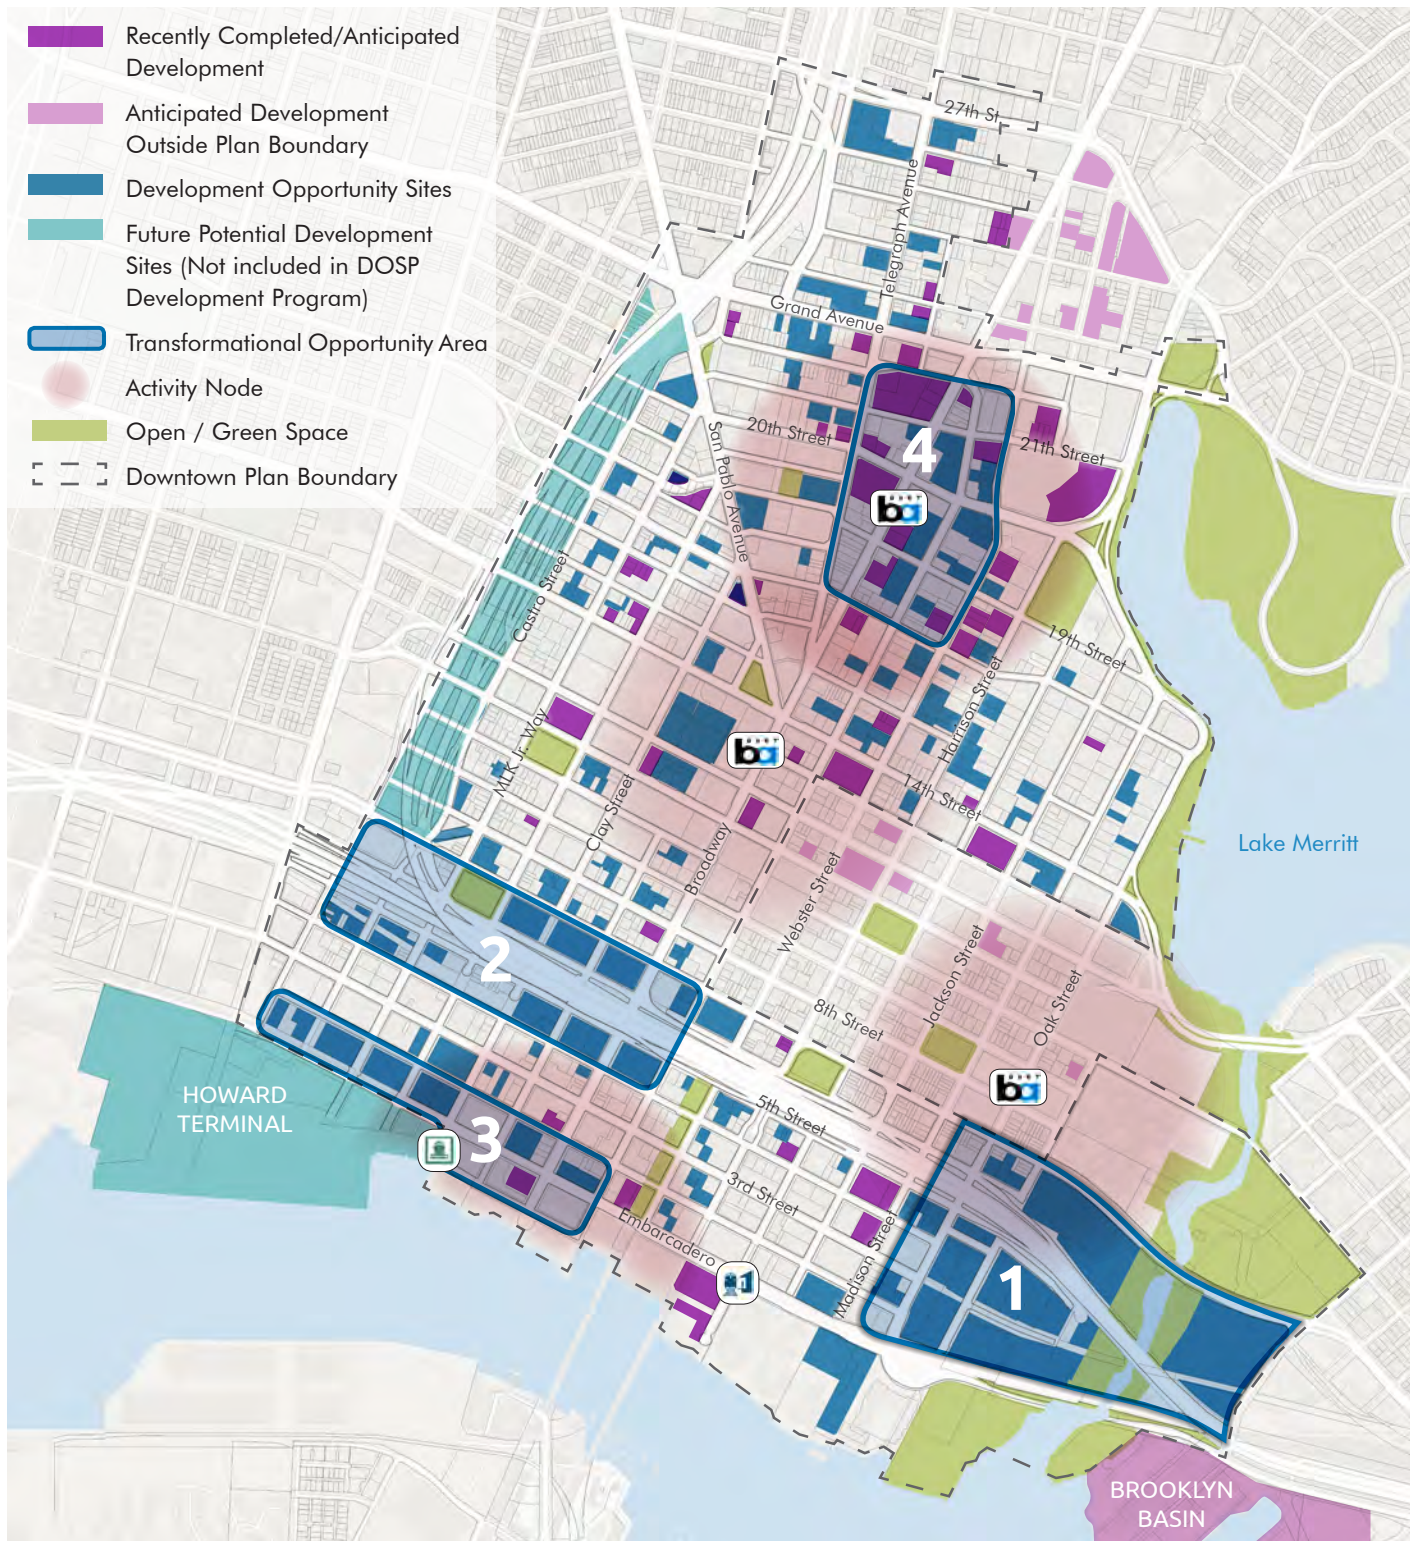 Recently Completed/Anticipated
Development
Anticipated Development
Outside Plan Boundary
Development Opportunity Sites
Future Potential Development
Sites (Not included in DOSP
Development Program)
Transformational Opportunity Area
Activity Node
Open / Green Space
Downtown Plan Boundary
27th St
Telegraph Avenue
Grand Avenue
20th Street
San Pablo Avenue
4
21th Street
ba
Castro Street
19th Street
Harrison Street
MLK Jr. Way
ba
14th Street
Clay Street
Broadway
Webster Street
Lake Merritt
2
Jackson Street
Oak Street
8th Street
ba
HOWARD
TERMINAL
3
5th Street
3rd Street
Embarcadero
Madison Street
1
BROOKLYN
BASIN